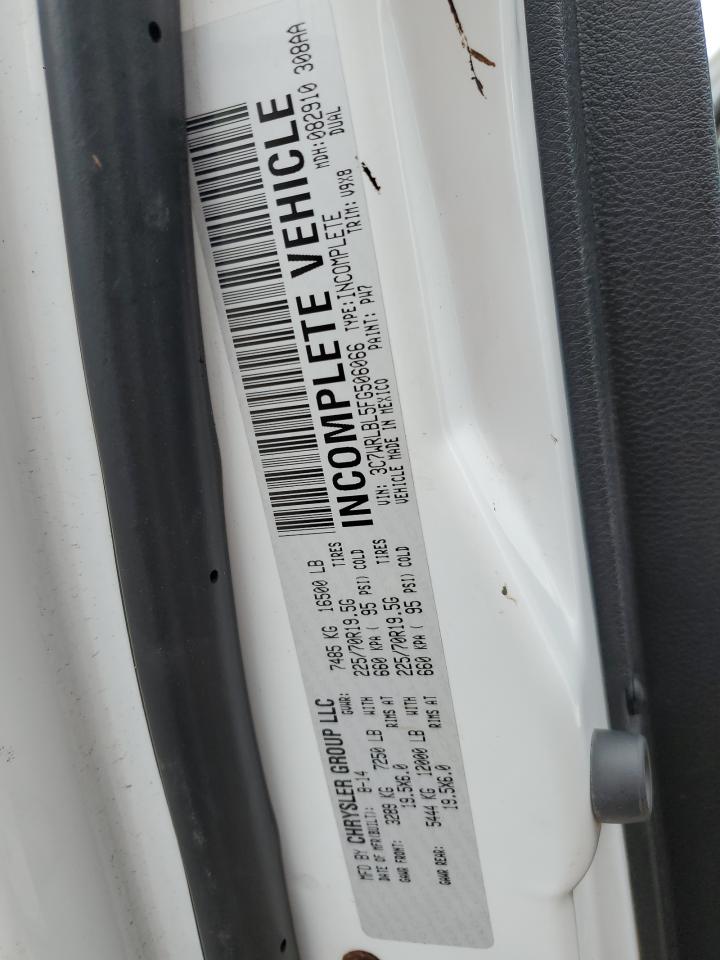 MFD BY CHRYSLER GROUP LLC
DATE OF MFR(BUILT): 8-14 GVWR: 7485 KG 16500 LB
GAWR FRONT: 3289 KG 7250 LB WITH 225/70R19.5G TIRES
19.5X6.0 RIMS AT 660 KPA ( 95 PSI) COLD
GAWR REAR: 5444 KG 12000 LB WITH 225/70R19.5G TIRES
19.5X6.0 RIMS AT 660 KPA ( 95 PSI) COLD
INCOMPLETE VEHICLE
MDH:082910 308AA
DUAL
VIN: 3C7WRLBL5FG506066 TYPE:INCOMPLETE
VEHICLE MADE IN MEXICO PAINT: PW7 TRIM: V9X8